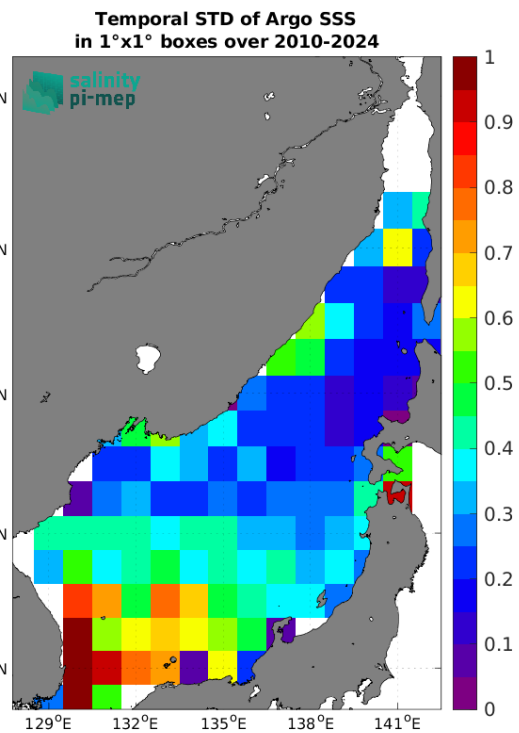 Temporal STD of Argo SSS
in 1°x1° boxes over 2010-2024
salinity
pi-mep
1
0.9
0.8
0.7
0.6
0.5
0.4
0.3
0.2
0.1
0
N
N
N
N
N
129°E 132°E 135°E 138°E 141°E